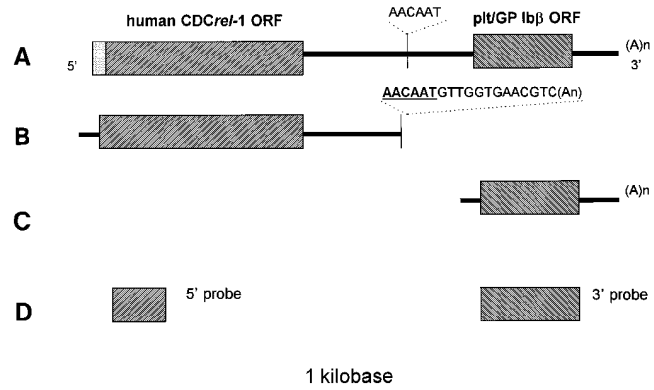 human CDCrel-1 ORF AACAAT plt/GP Ibβ ORF
A 5' (A)n 3'
AACAATGTTGGTGAACGTC(An)
B
(A)n
C
D 5' probe 3' probe
1 kilobase